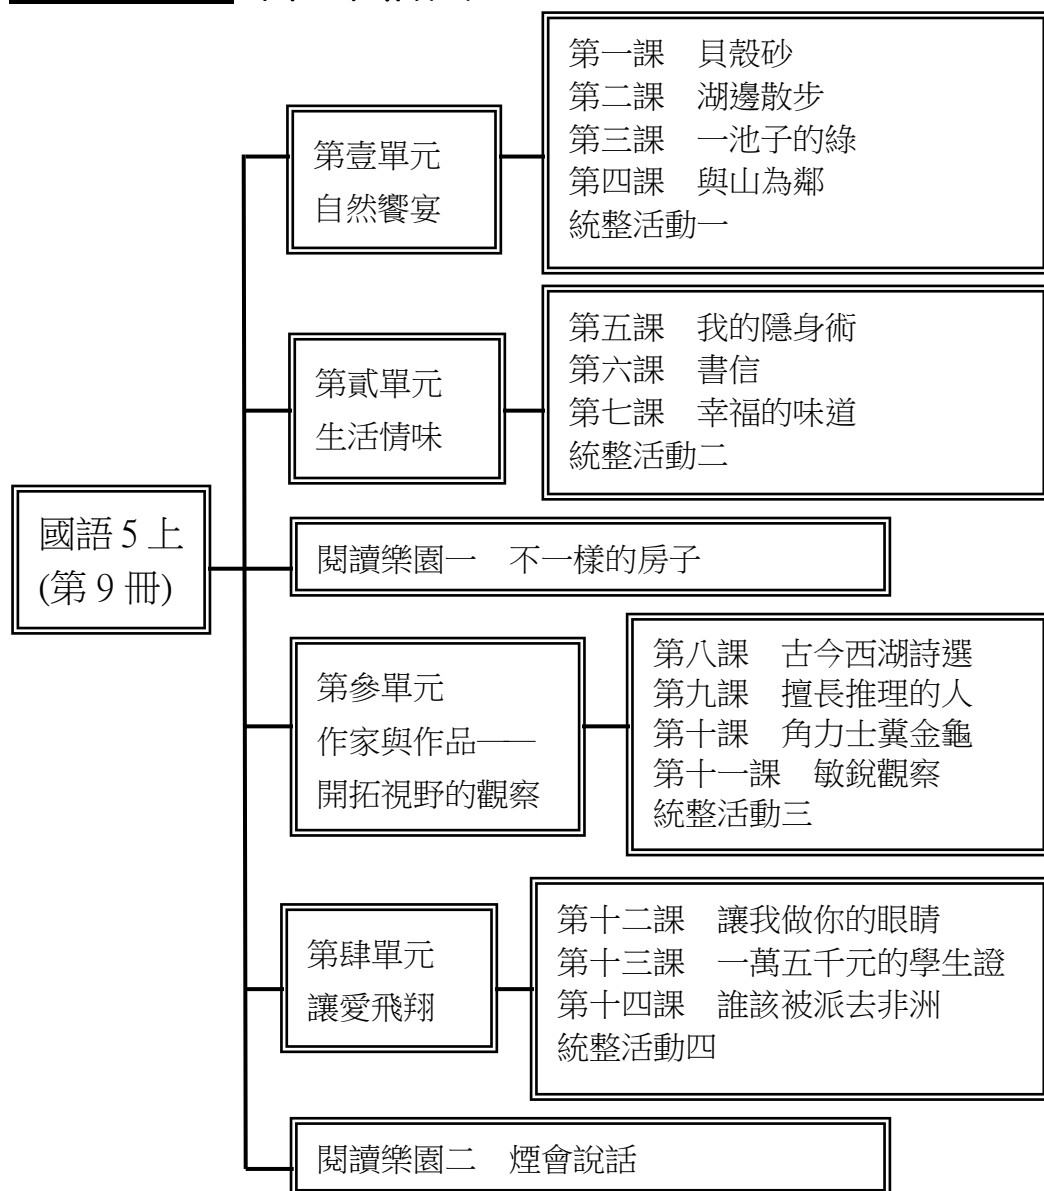 第一課　貝殼砂
第二課　湖邊散步
第三課　一池子的綠
第四課　與山為鄰
統整活動一
第壹單元
自然饗宴
第五課　我的隱身術
第六課　書信
第七課　幸福的味道
統整活動二
第貳單元
生活情味
國語 5 上
(第 9 冊)
閱讀樂園一　不一樣的房子
第參單元
作家與作品——
開拓視野的觀察
第八課　古今西湖詩選
第九課　擅長推理的人
第十課　角力士糞金龜
第十一課　敏銳觀察
統整活動三
第肆單元
讓愛飛翔
第十二課　讓我做你的眼睛
第十三課　一萬五千元的學生證
第十四課　誰該被派去非洲
統整活動四
閱讀樂園二　煙會說話